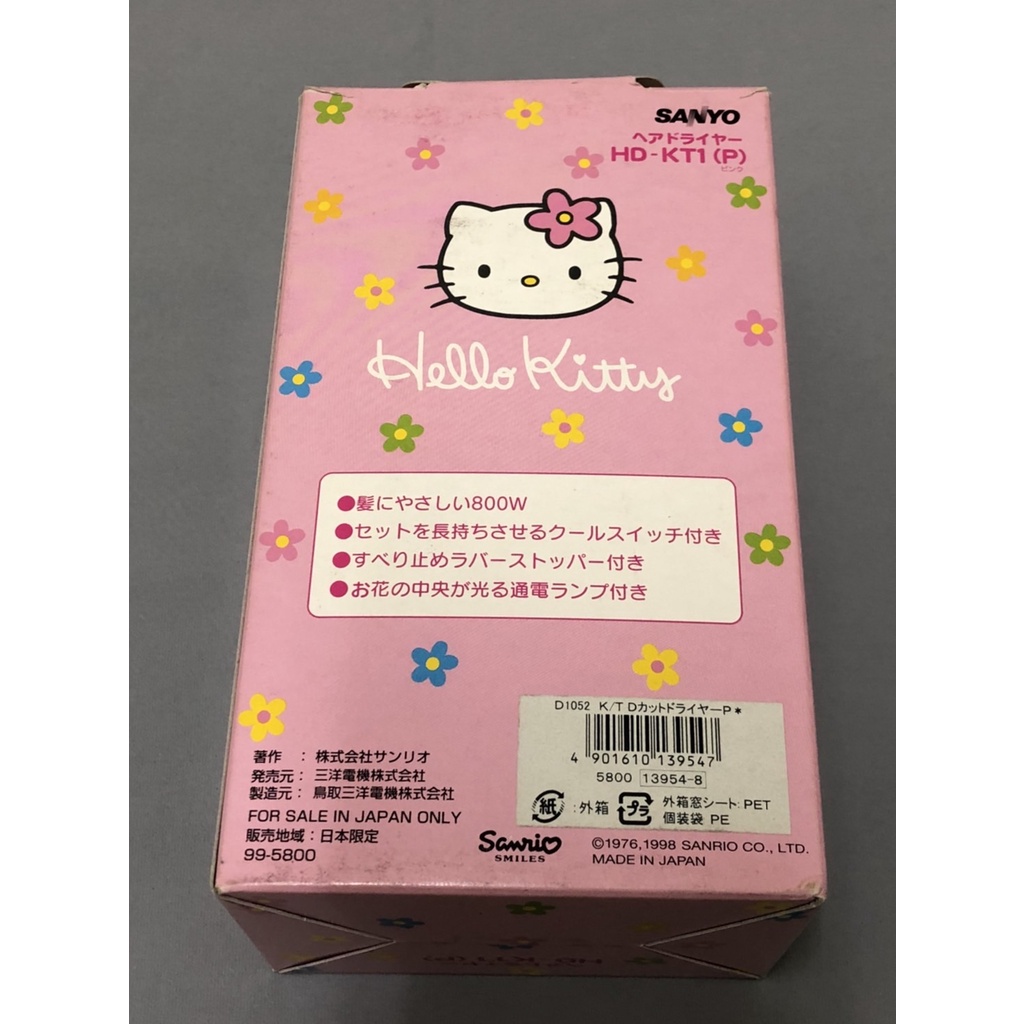 SANYO
ヘアドライヤー
HD-KT1(P)
ピンク
Hello Kitty
●髪にやさしい800W
●セットを長持ちさせるクールスイッチ付き
●すべり止めラバーストッパー付き
●お花の中央が光る通電ランプ付き
D1052 K/T DカットドライヤーP*
4 901610 139547
5800 13954-8
紙 :外箱 プラ 外箱窓シート:PET
個装袋 PE
著作 : 株式会社サンリオ
発売元: 三洋電機株式会社
製造元: 鳥取三洋電機株式会社
FOR SALE IN JAPAN ONLY
販売地域:日本限定
99-5800
Sanrio
SMILES
©1976,1998 SANRIO CO., LTD.
MADE IN JAPAN
HD-KT1(P)